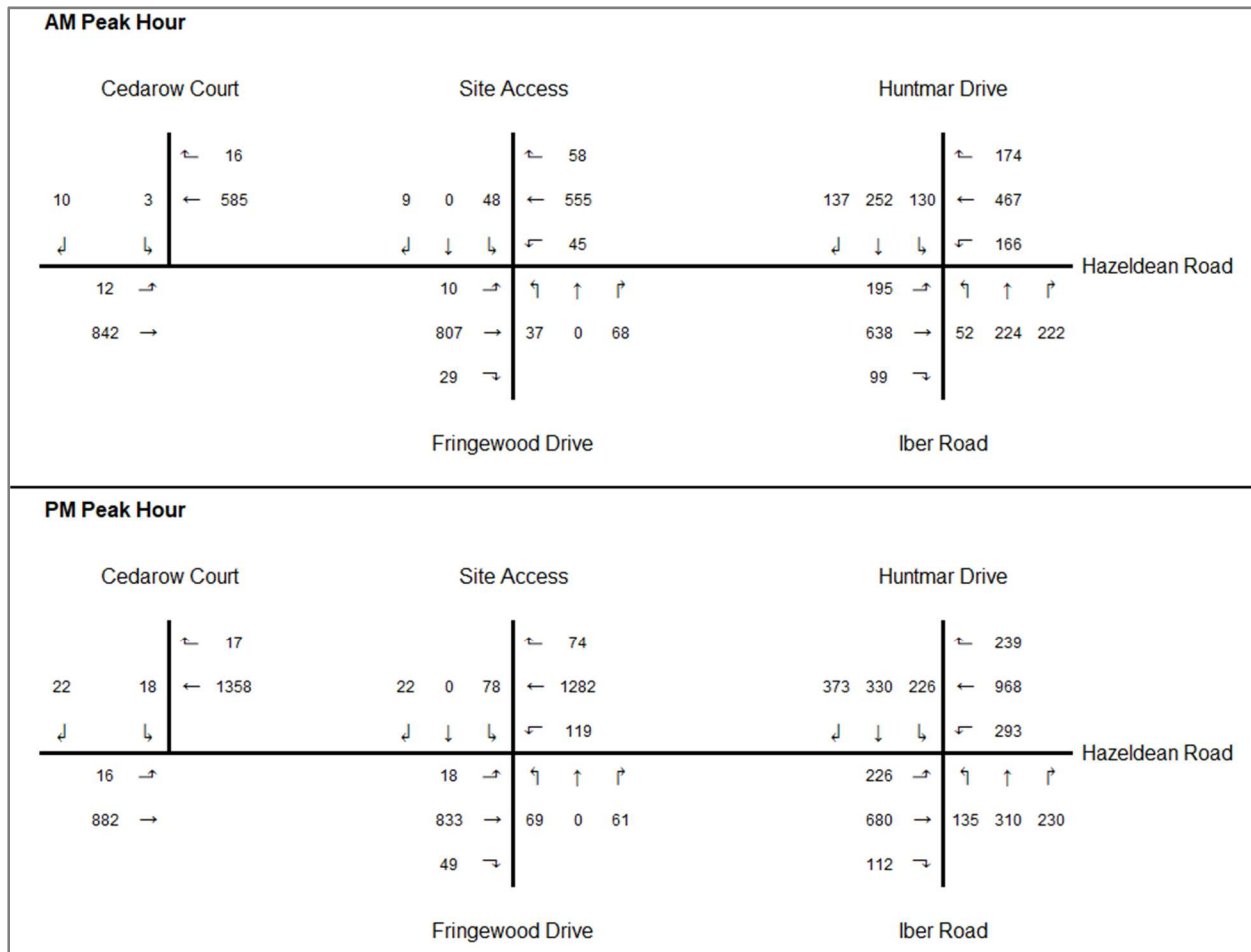 AM Peak Hour
Cedarow Court Site Access Huntmar Drive
16 58 174
10 3 ← 585 9 0 48 ← 555 137 252 130 ← 467
↲ ↳ ↲ ↓ ↳ 45 ↲ ↓ ↳ 166
Hazeldean Road
12 10 ↰ ↑ ↱ 195 ↰ ↑ ↱
842 → 807 → 37 0 68 638 → 52 224 222
29 99
Fringewood Drive Iber Road
PM Peak Hour
Cedarow Court Site Access Huntmar Drive
17 74 239
22 18 ← 1358 22 0 78 ← 1282 373 330 226 ← 968
↲ ↳ ↲ ↓ ↳ 119 ↲ ↓ ↳ 293
Hazeldean Road
16 18 ↰ ↑ ↱ 226 ↰ ↑ ↱
882 → 833 → 69 0 61 680 → 135 310 230
49 112
Fringewood Drive Iber Road